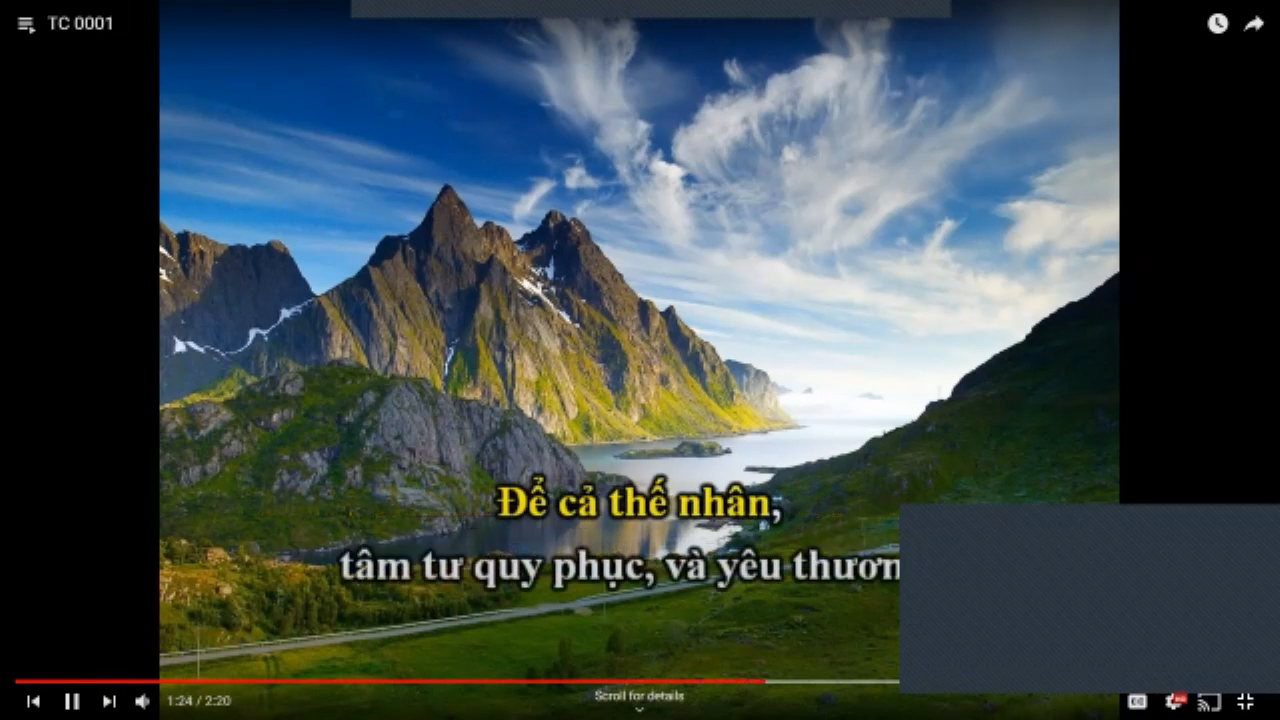 TC 0001
Để cả thế nhân,
tâm tư quy phục, và yêu
1:24 / 2:20
Scroll for details